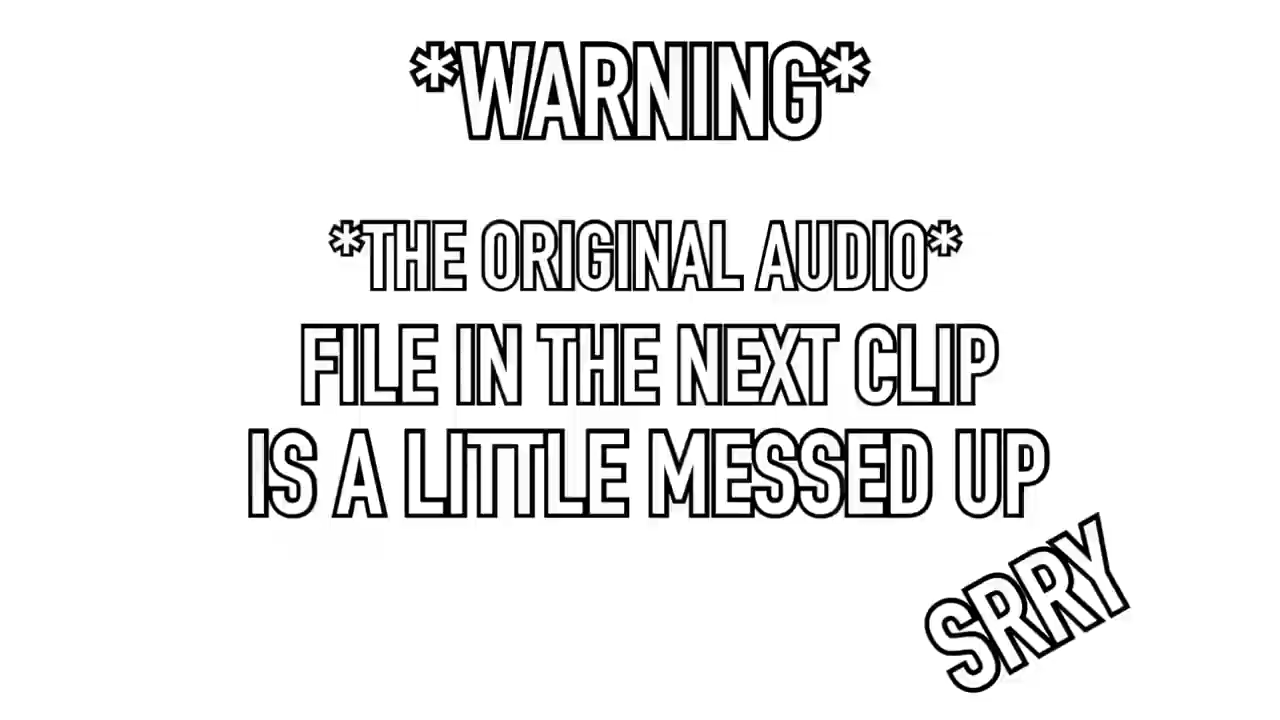 *WARNING*
*THE ORIGINAL AUDIO*
FILE IN THE NEXT CLIP
IS A LITTLE MESSED UP
SRRY